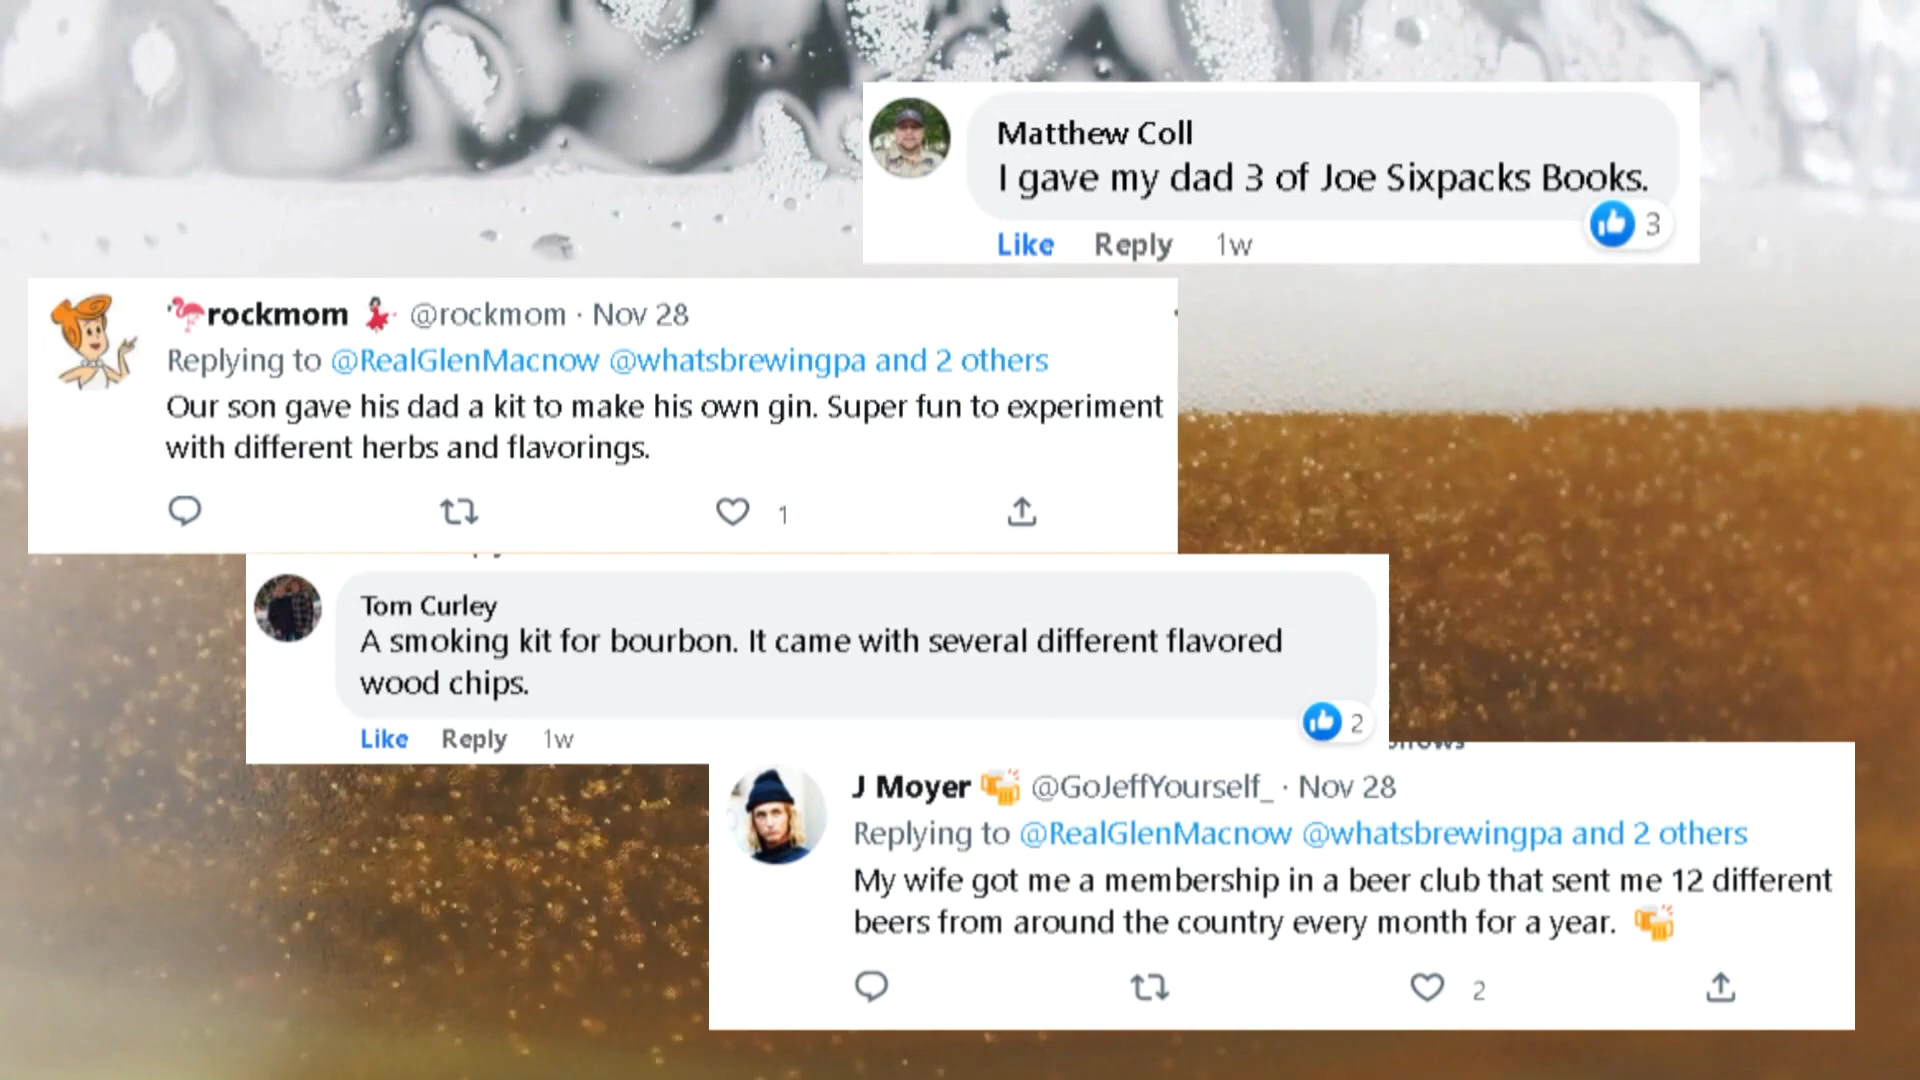 Matthew Coll
I gave my dad 3 of Joe Sixpacks Books.
3
Like Reply 1w
rockmom @rockmom · Nov 28
Replying to @RealGlenMacnow @whatsbrewingpa and 2 others
Our son gave his dad a kit to make his own gin. Super fun to experiment
with different herbs and flavorings.
1
Tom Curley
A smoking kit for bourbon. It came with several different flavored
wood chips.
2
Like Reply 1w
J Moyer @GoJeffYourself_ · Nov 28
Replying to @RealGlenMacnow @whatsbrewingpa and 2 others
My wife got me a membership in a beer club that sent me 12 different
beers from around the country every month for a year.
2